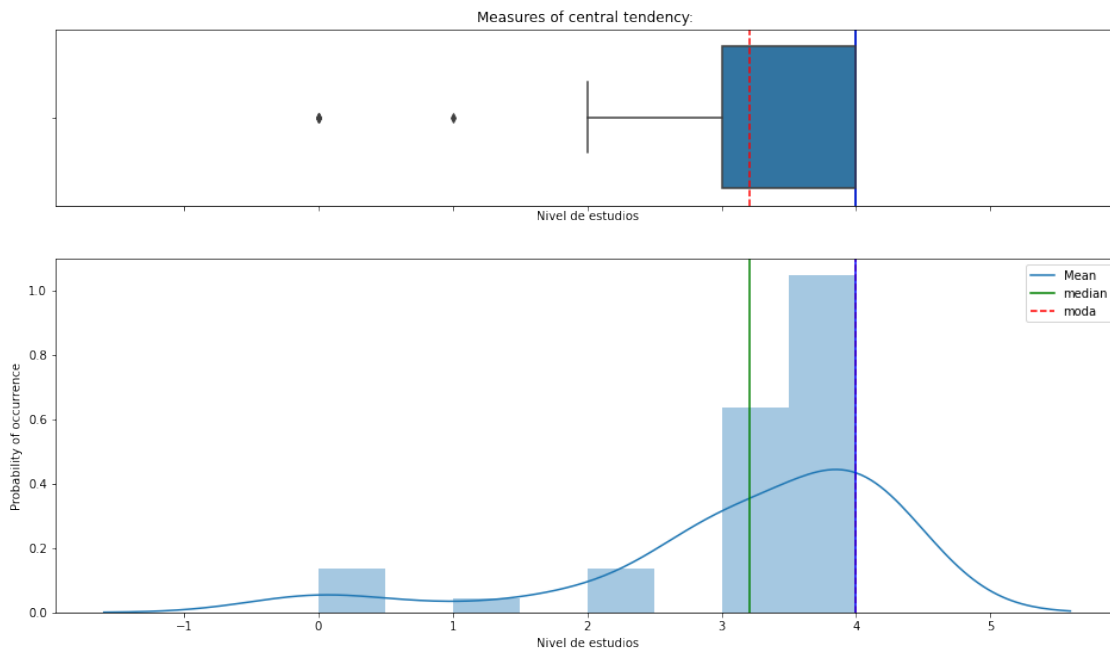 Measures of central tendency:
Nivel de estudios
Mean
median
moda
1.0
0.8
0.6
0.4
0.2
0.0
Probability of occurrence
−1
0
1
2
3
4
5
Nivel de estudios